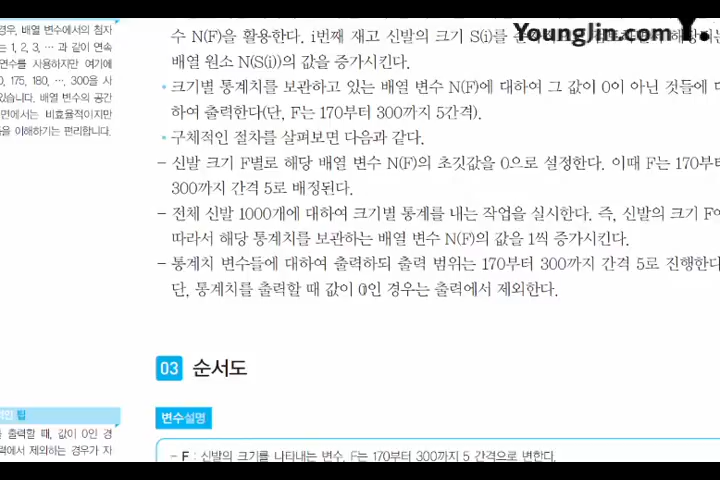 Youngjin.com Y.
경우, 배열 변수에서의 첨자
는 1, 2, 3, … 과 같이 연속
연수를 사용하지만 여기에
0, 175, 180, …, 300을 사
있습니다. 배열 변수의 공간
면에서는 비효율적이지만
을 이해하기는 편리합니다.
수 N(F)을 활용한다. i번째 재고 신발의 크기 S(i)를
배열 원소 N(S(i))의 값을 증가시킨다.
• 크기별 통계치를 보관하고 있는 배열 변수 N(F)에 대하여 그 값이 0이 아닌 것들에 대
하여 출력한다(단, F는 170부터 300까지 5간격).
• 구체적인 절차를 살펴보면 다음과 같다.
– 신발 크기 F별로 해당 배열 변수 N(F)의 초깃값을 0으로 설정한다. 이때 F는 170부터
300까지 간격 5로 배정된다.
– 전체 신발 1000개에 대하여 크기별 통계를 내는 작업을 실시한다. 즉, 신발의 크기 F에
따라서 해당 통계치를 보관하는 배열 변수 N(F)의 값을 1씩 증가시킨다.
– 통계치 변수들에 대하여 출력하되 출력 범위는 170부터 300까지 간격 5로 진행한다.
단, 통계치를 출력할 때 값이 0인 경우는 출력에서 제외한다.
03 순서도
변수설명
– F : 신발의 크기를 나타내는 변수, F는 170부터 300까지 5 간격으로 변한다.
적인 팁
를 출력할 때, 값이 0인 경
력에서 제외하는 경우가 자